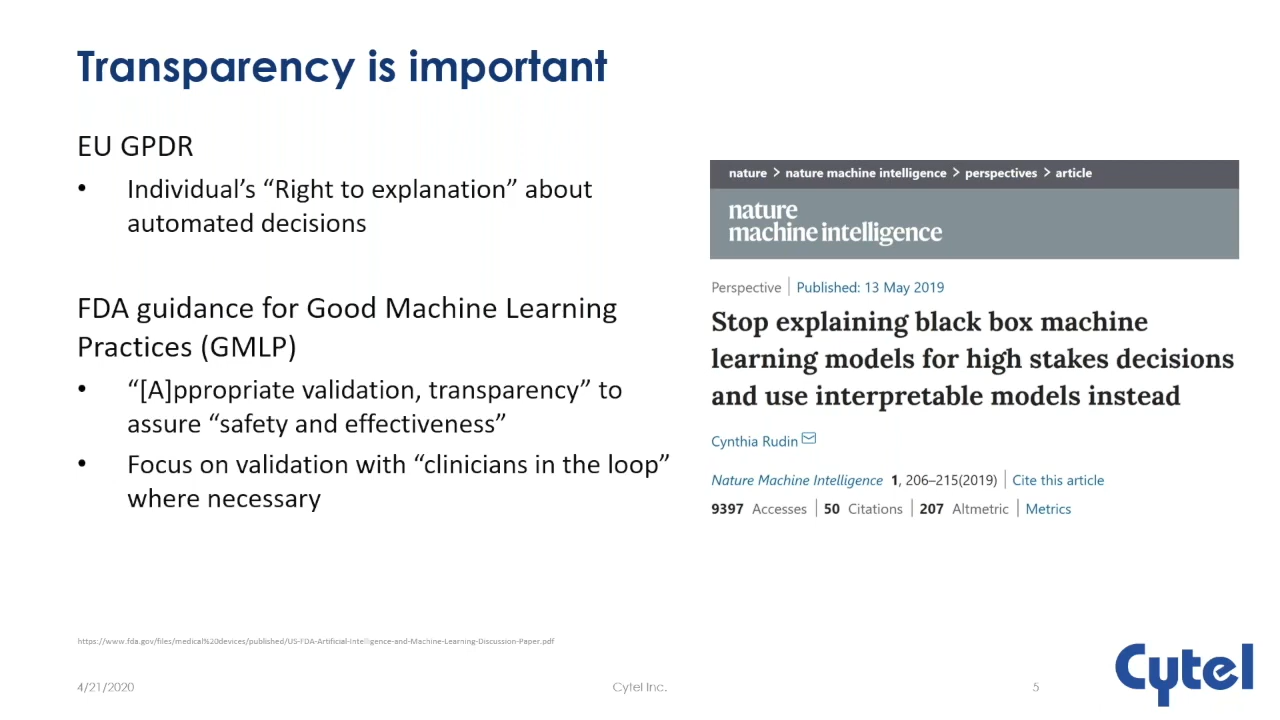 Transparency is important
EU GPDR
• Individual’s “Right to explanation” about
automated decisions
FDA guidance for Good Machine Learning
Practices (GMLP)
• “[A]ppropriate validation, transparency” to
assure “safety and effectiveness”
• Focus on validation with “clinicians in the loop”
where necessary
nature > nature machine intelligence > perspectives > article
nature
machine intelligence
Perspective | Published: 13 May 2019
Stop explaining black box machine
learning models for high stakes decisions
and use interpretable models instead
Cynthia Rudin
Nature Machine Intelligence 1, 206–215(2019) | Cite this article
9397 Accesses | 50 Citations | 207 Altmetric | Metrics
https://www.fda.gov/files/medical%20devices/published/US-FDA-Artificial-Intelligence-and-Machine-Learning-Discussion-Paper.pdf
4/21/2020
Cytel Inc.
5
Cytel